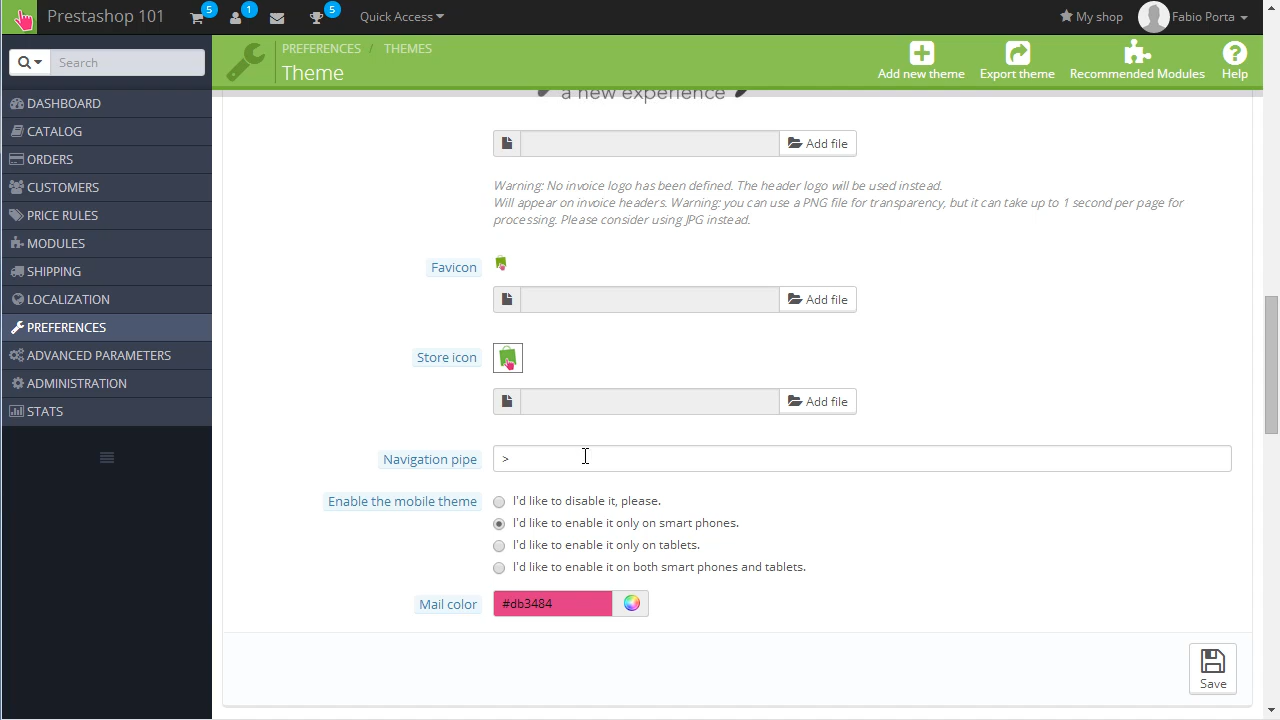 Prestashop 101
5
1
5
Quick Access
My shop
Fabio Porta
Search
PREFERENCES / THEMES
Theme
Add new theme
Export theme
Recommended Modules
Help
DASHBOARD
CATALOG
ORDERS
CUSTOMERS
PRICE RULES
MODULES
SHIPPING
LOCALIZATION
PREFERENCES
ADVANCED PARAMETERS
ADMINISTRATION
STATS
a new experience
Add file
Warning: No invoice logo has been defined. The header logo will be used instead.
Will appear on invoice headers. Warning: you can use a PNG file for transparency, but it can take up to 1 second per page for
processing. Please consider using JPG instead.
Favicon
Add file
Store icon
Add file
Navigation pipe
>
Enable the mobile theme
I'd like to disable it, please.
I'd like to enable it only on smart phones.
I'd like to enable it only on tablets.
I'd like to enable it on both smart phones and tablets.
Mail color
#db3484
Save